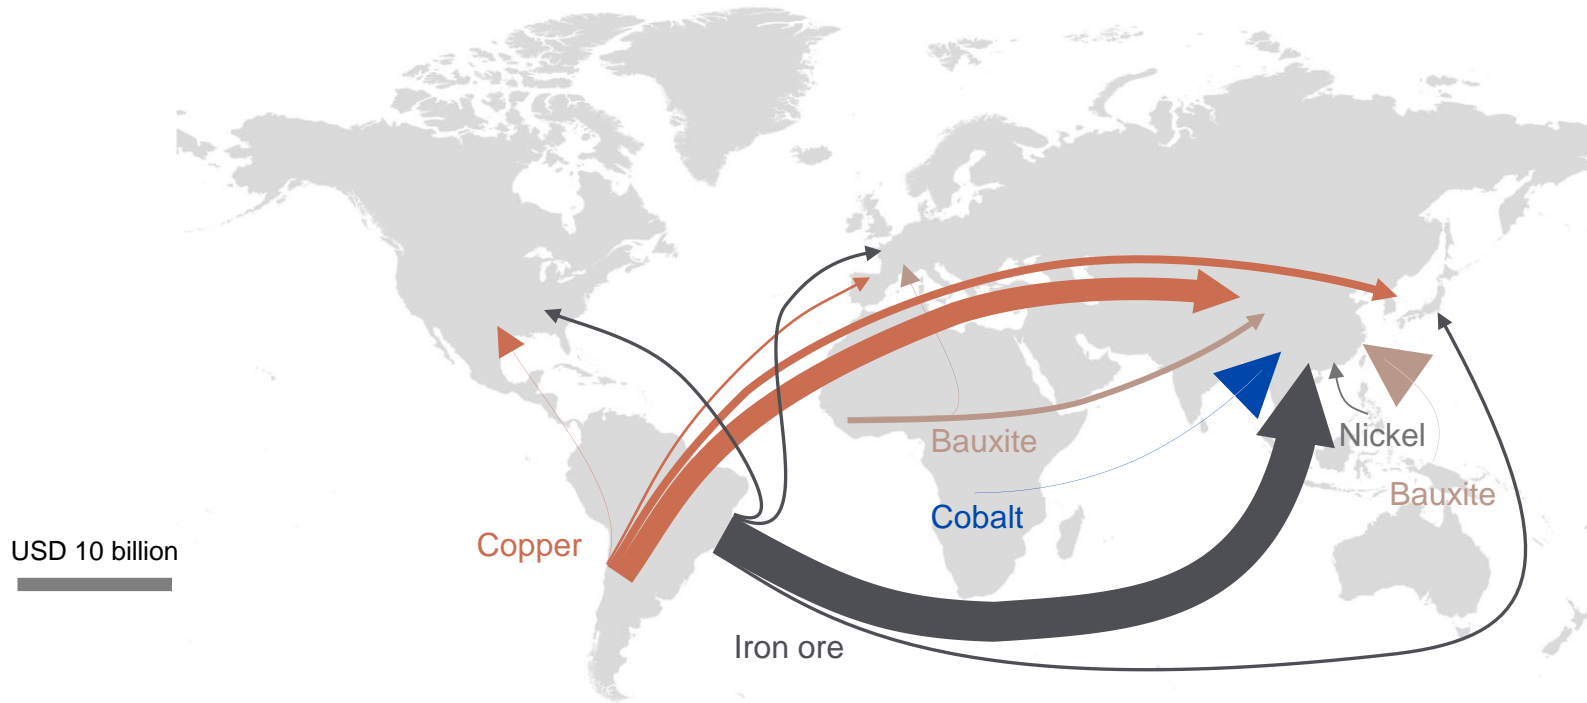 Bauxite
Nickel
Bauxite
Cobalt
Copper
USD 10 billion
Iron ore